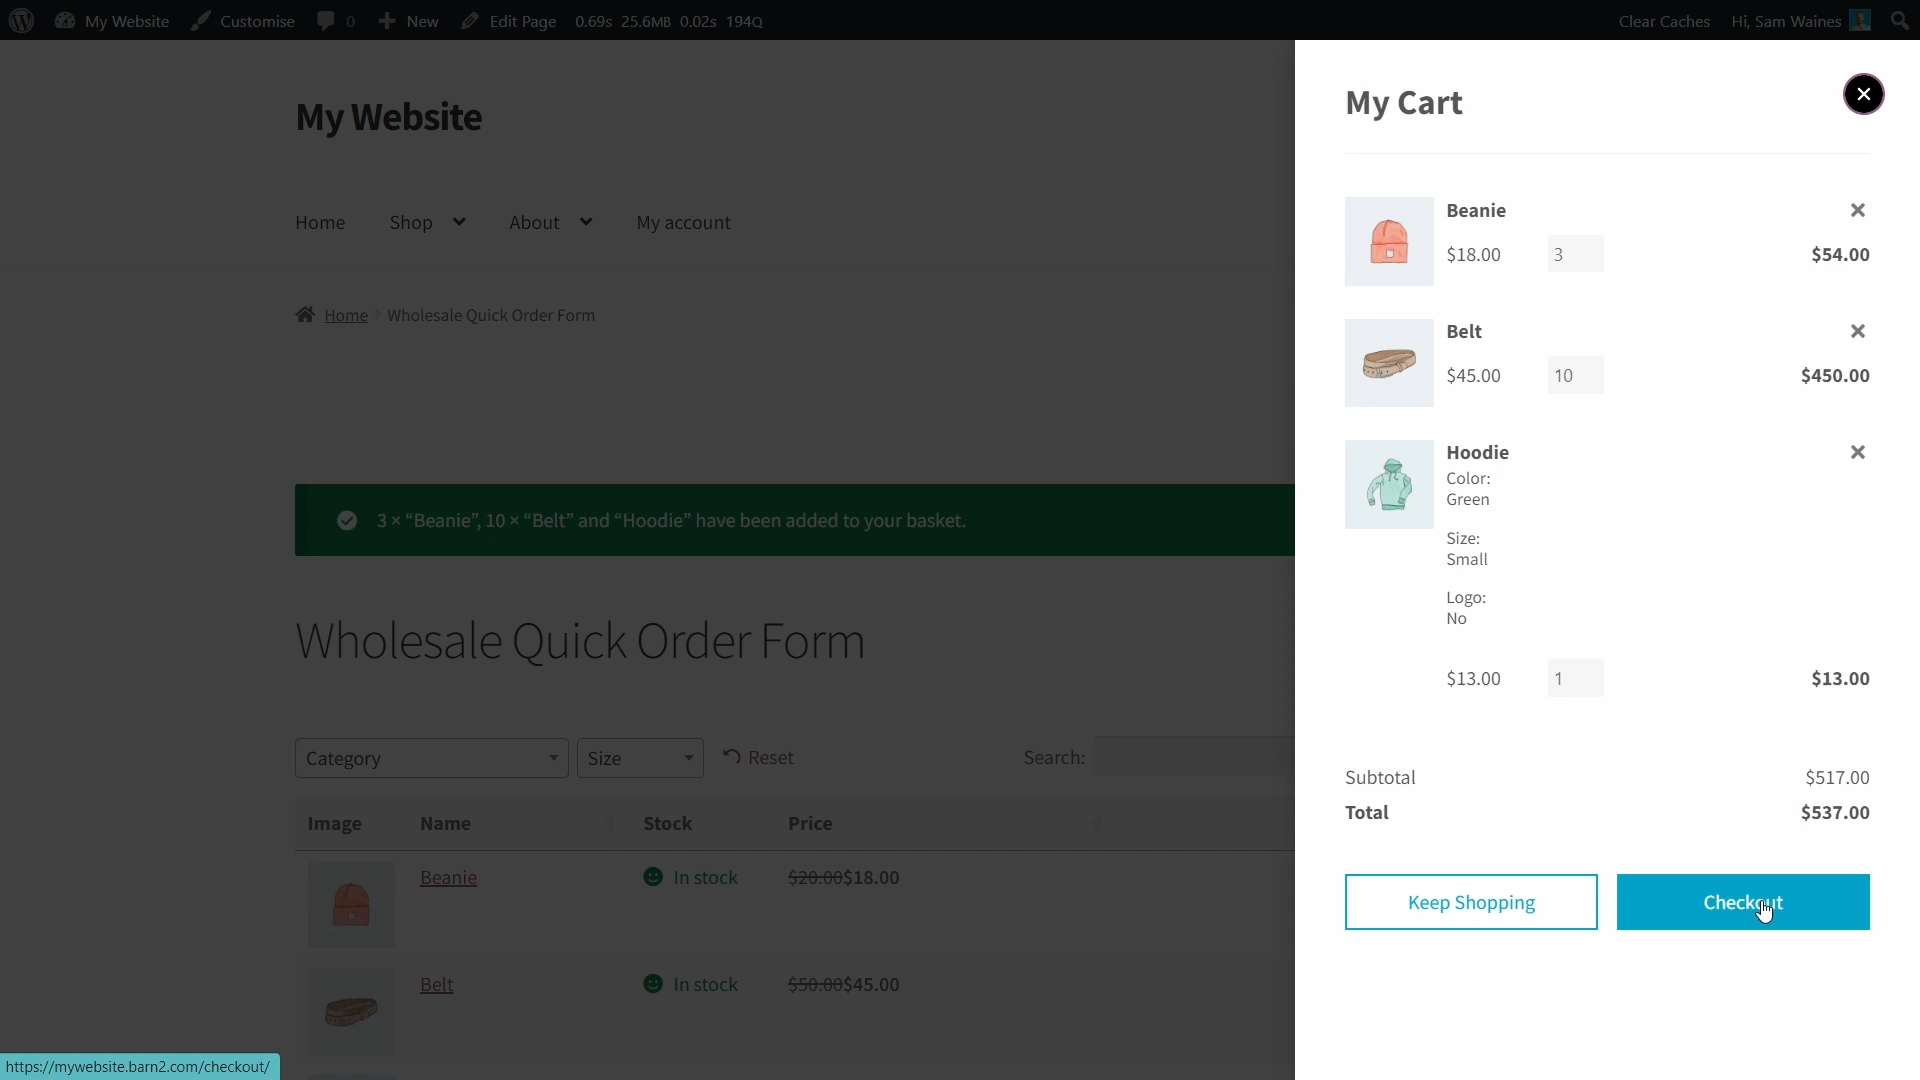 My Website
Customise
0
New
Edit Page
0.69s 25.6MB 0.02s 194Q
Clear Caches
Hi, Sam Waines
My Website
Home
Shop
About
My account
Home
Wholesale Quick Order Form
3 × “Beanie”, 10 × “Belt” and “Hoodie” have been added to your basket.
Wholesale Quick Order Form
Category
Size
Reset
Search:
Image
Name
Stock
Price
Beanie
In stock
$20.00$18.00
Belt
In stock
$50.00$45.00
https://mywebsite.barn2.com/checkout/
My Cart
Beanie
$18.00
3
$54.00
Belt
$45.00
10
$450.00
Hoodie
Color:
Green
Size:
Small
Logo:
No
$13.00
1
$13.00
Subtotal
$517.00
Total
$537.00
Keep Shopping
Checkout